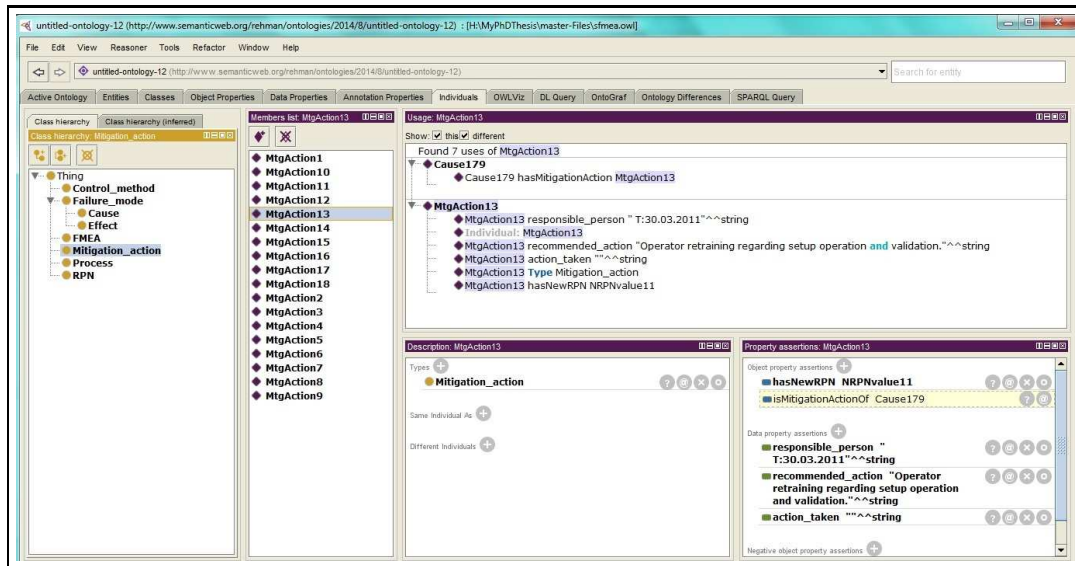 untitled-ontology-12 (http://www.semanticweb.org/rehman/ontologies/2014/8/untitled-ontology-12) : [H:\MyPhDThesis\master-Files\sfmea.owl]
File Edit View Reasoner Tools Refactor Window Help
untitled-ontology-12 (http://www.semanticweb.org/rehman/ontologies/2014/8/untitled-ontology-12)
Search for entity
Active Ontology Entities Classes Object Properties Data Properties Annotation Properties Individuals OWLViz DL Query OntoGraf Ontology Differences SPARQL Query
Class hierarchy Class hierarchy (inferred)
Class hierarchy: Mitigation_action
Thing
Control_method
Failure_mode
Cause
Effect
FMEA
Mitigation_action
Process
RPN
Members list: MtgAction13
MtgAction1
MtgAction10
MtgAction11
MtgAction12
MtgAction13
MtgAction14
MtgAction15
MtgAction16
MtgAction17
MtgAction18
MtgAction2
MtgAction3
MtgAction4
MtgAction5
MtgAction6
MtgAction7
MtgAction8
MtgAction9
Usage: MtgAction13
Show: this different
Found 7 uses of MtgAction13
Cause179
Cause179 hasMitigationAction MtgAction13
MtgAction13
MtgAction13 responsible_person " T:30.03.2011"^^string
Individual: MtgAction13
MtgAction13 recommended_action "Operator retraining regarding setup operation and validation."^^string
MtgAction13 action_taken ""^^string
MtgAction13 Type Mitigation_action
MtgAction13 hasNewRPN NRPNvalue11
Description: MtgAction13
Types
Mitigation_action
Same Individual As
Different Individuals
Property assertions: MtgAction13
Object property assertions
hasNewRPN NRPNvalue11
isMitigationActionOf Cause179
Data property assertions
responsible_person "
T:30.03.2011"^^string
recommended_action "Operator
retraining regarding setup operation
and validation."^^string
action_taken ""^^string
Negative object property assertions